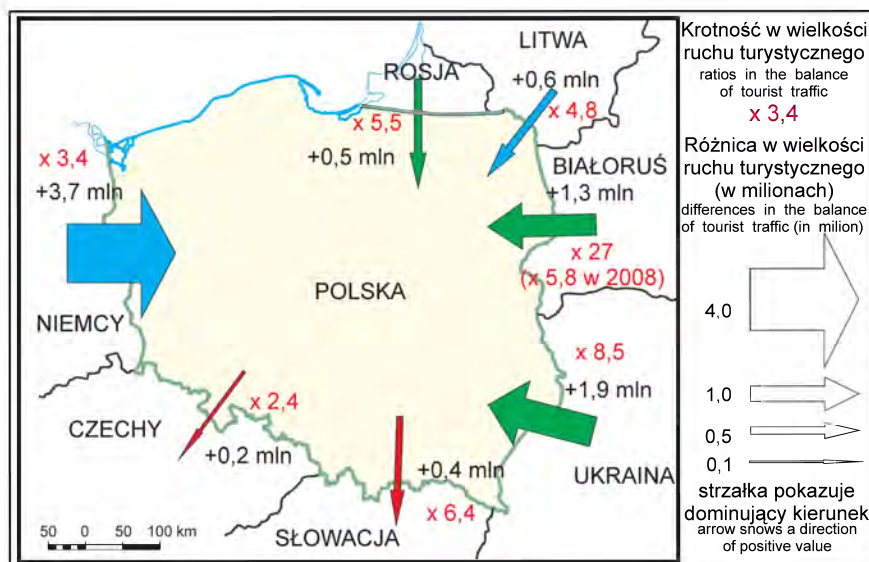 LITWA
ROSJA
+0,6 mln
x 5,5
x 4,8
+0,5 mln
x 3,4
+3,7 mln
BIAŁORUŚ
+1,3 mln
x 27
(x 5,8 w 2008)
POLSKA
NIEMCY
x 8,5
+1,9 mln
x 2,4
CZECHY
+0,2 mln
+0,4 mln
UKRAINA
x 6,4
SŁOWACJA
50 0 50 100 km
Krotność w wielkości
ruchu turystycznego
ratios in the balance
of tourist traffic
x 3,4
Różnica w wielkości
ruchu turystycznego
(w milionach)
differences in the balance
of tourist traffic (in milion)
4,0
1,0
0,5
0,1
strzałka pokazuje
dominujący kierunek
arrow snows a direction
of positive value